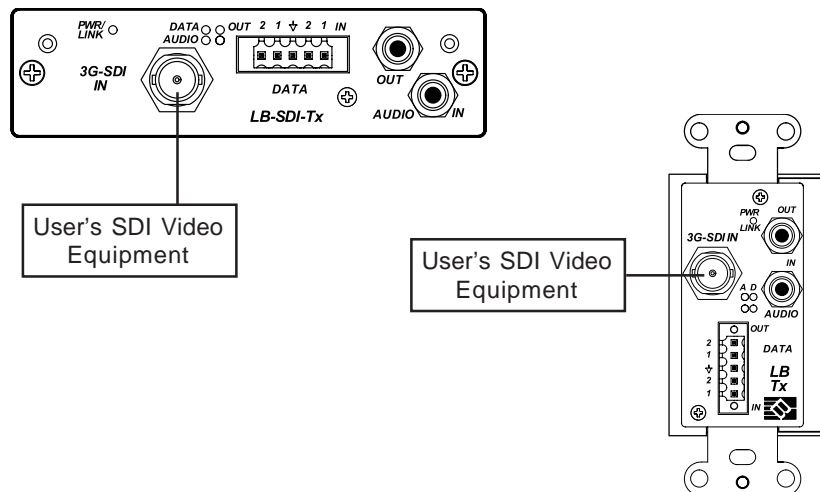 PWR/
LINK
DATA
AUDIO
OUT 2 1 2 1 IN
3G-SDI
IN
DATA
LB-SDI-Tx
OUT
AUDIO IN
User's SDI Video
Equipment
User's SDI Video
Equipment
PWR
LINK
OUT
3G-SDI IN
IN
A D
AUDIO
OUT
2
1
2
1
IN
DATA
LB
Tx